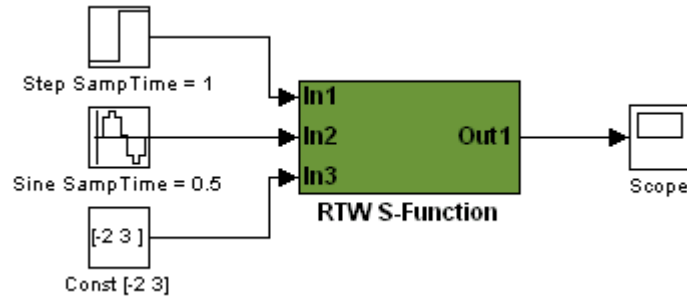 Step SampTime = 1
In1
In2
Out1
In3
Sine SampTime = 0.5
Scope
RTW S-Function
[-2 3 ]
Const [-2 3]